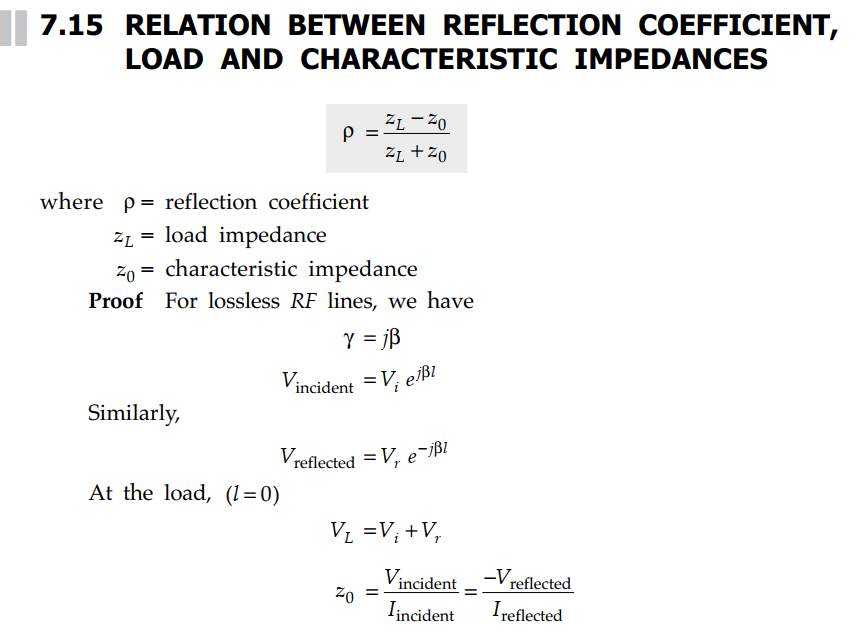 7.15 RELATION BETWEEN REFLECTION COEFFICIENT,
LOAD AND CHARACTERISTIC IMPEDANCES
ρ = (z_L − z_0) / (z_L + z_0)
where ρ = reflection coefficient
z_L = load impedance
z_0 = characteristic impedance
Proof For lossless RF lines, we have
γ = jβ
V_incident = V_i e^{jβl}
Similarly,
V_reflected = V_r e^{−jβl}
At the load, (l = 0)
V_L = V_i + V_r
z_0 = V_incident / I_incident = −V_reflected / I_reflected